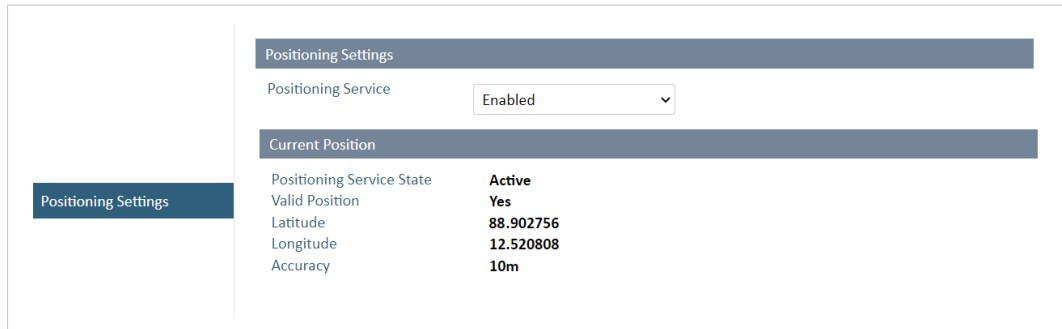 Positioning Settings
Positioning Settings
Positioning Service Enabled
Current Position
Positioning Service State Active
Valid Position Yes
Latitude 88.902756
Longitude 12.520808
Accuracy 10m